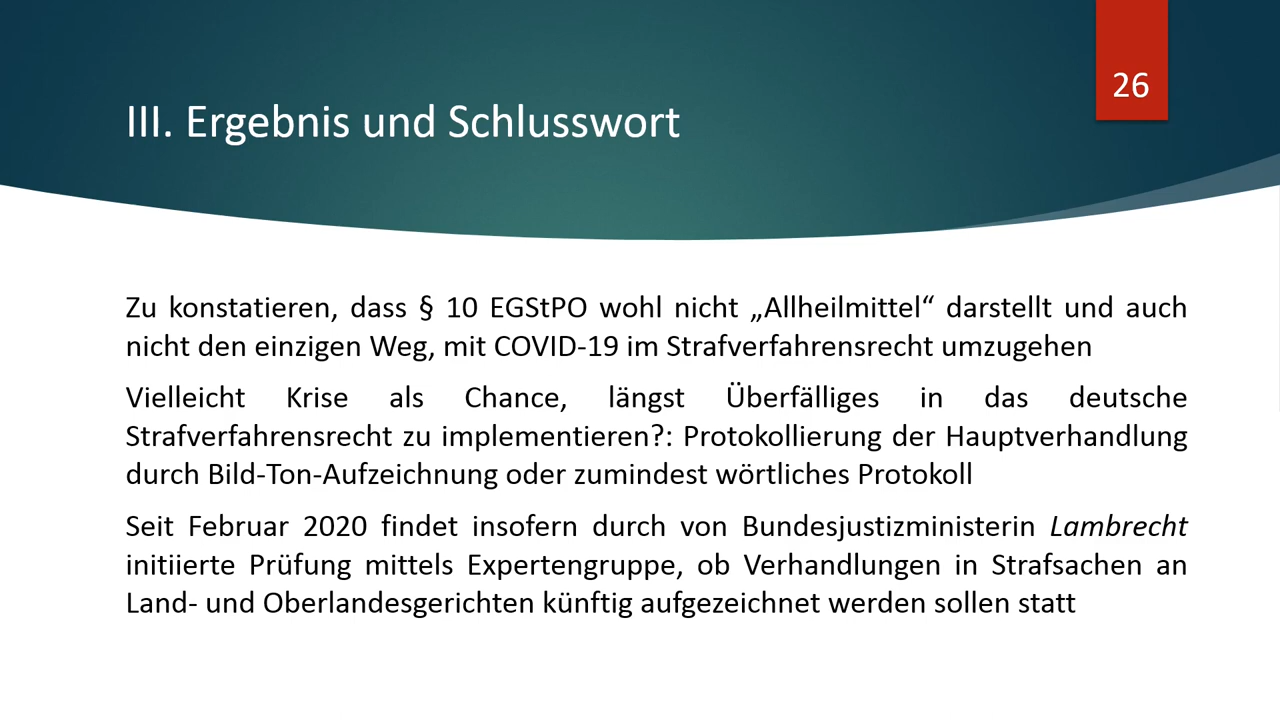 26
III. Ergebnis und Schlusswort
Zu konstatieren, dass § 10 EGStPO wohl nicht „Allheilmittel“ darstellt und auch
nicht den einzigen Weg, mit COVID-19 im Strafverfahrensrecht umzugehen
Vielleicht Krise als Chance, längst Überfälliges in das deutsche
Strafverfahrensrecht zu implementieren?: Protokollierung der Hauptverhandlung
durch Bild-Ton-Aufzeichnung oder zumindest wörtliches Protokoll
Seit Februar 2020 findet insofern durch von Bundesjustizministerin Lambrecht
initiierte Prüfung mittels Expertengruppe, ob Verhandlungen in Strafsachen an
Land- und Oberlandesgerichten künftig aufgezeichnet werden sollen statt